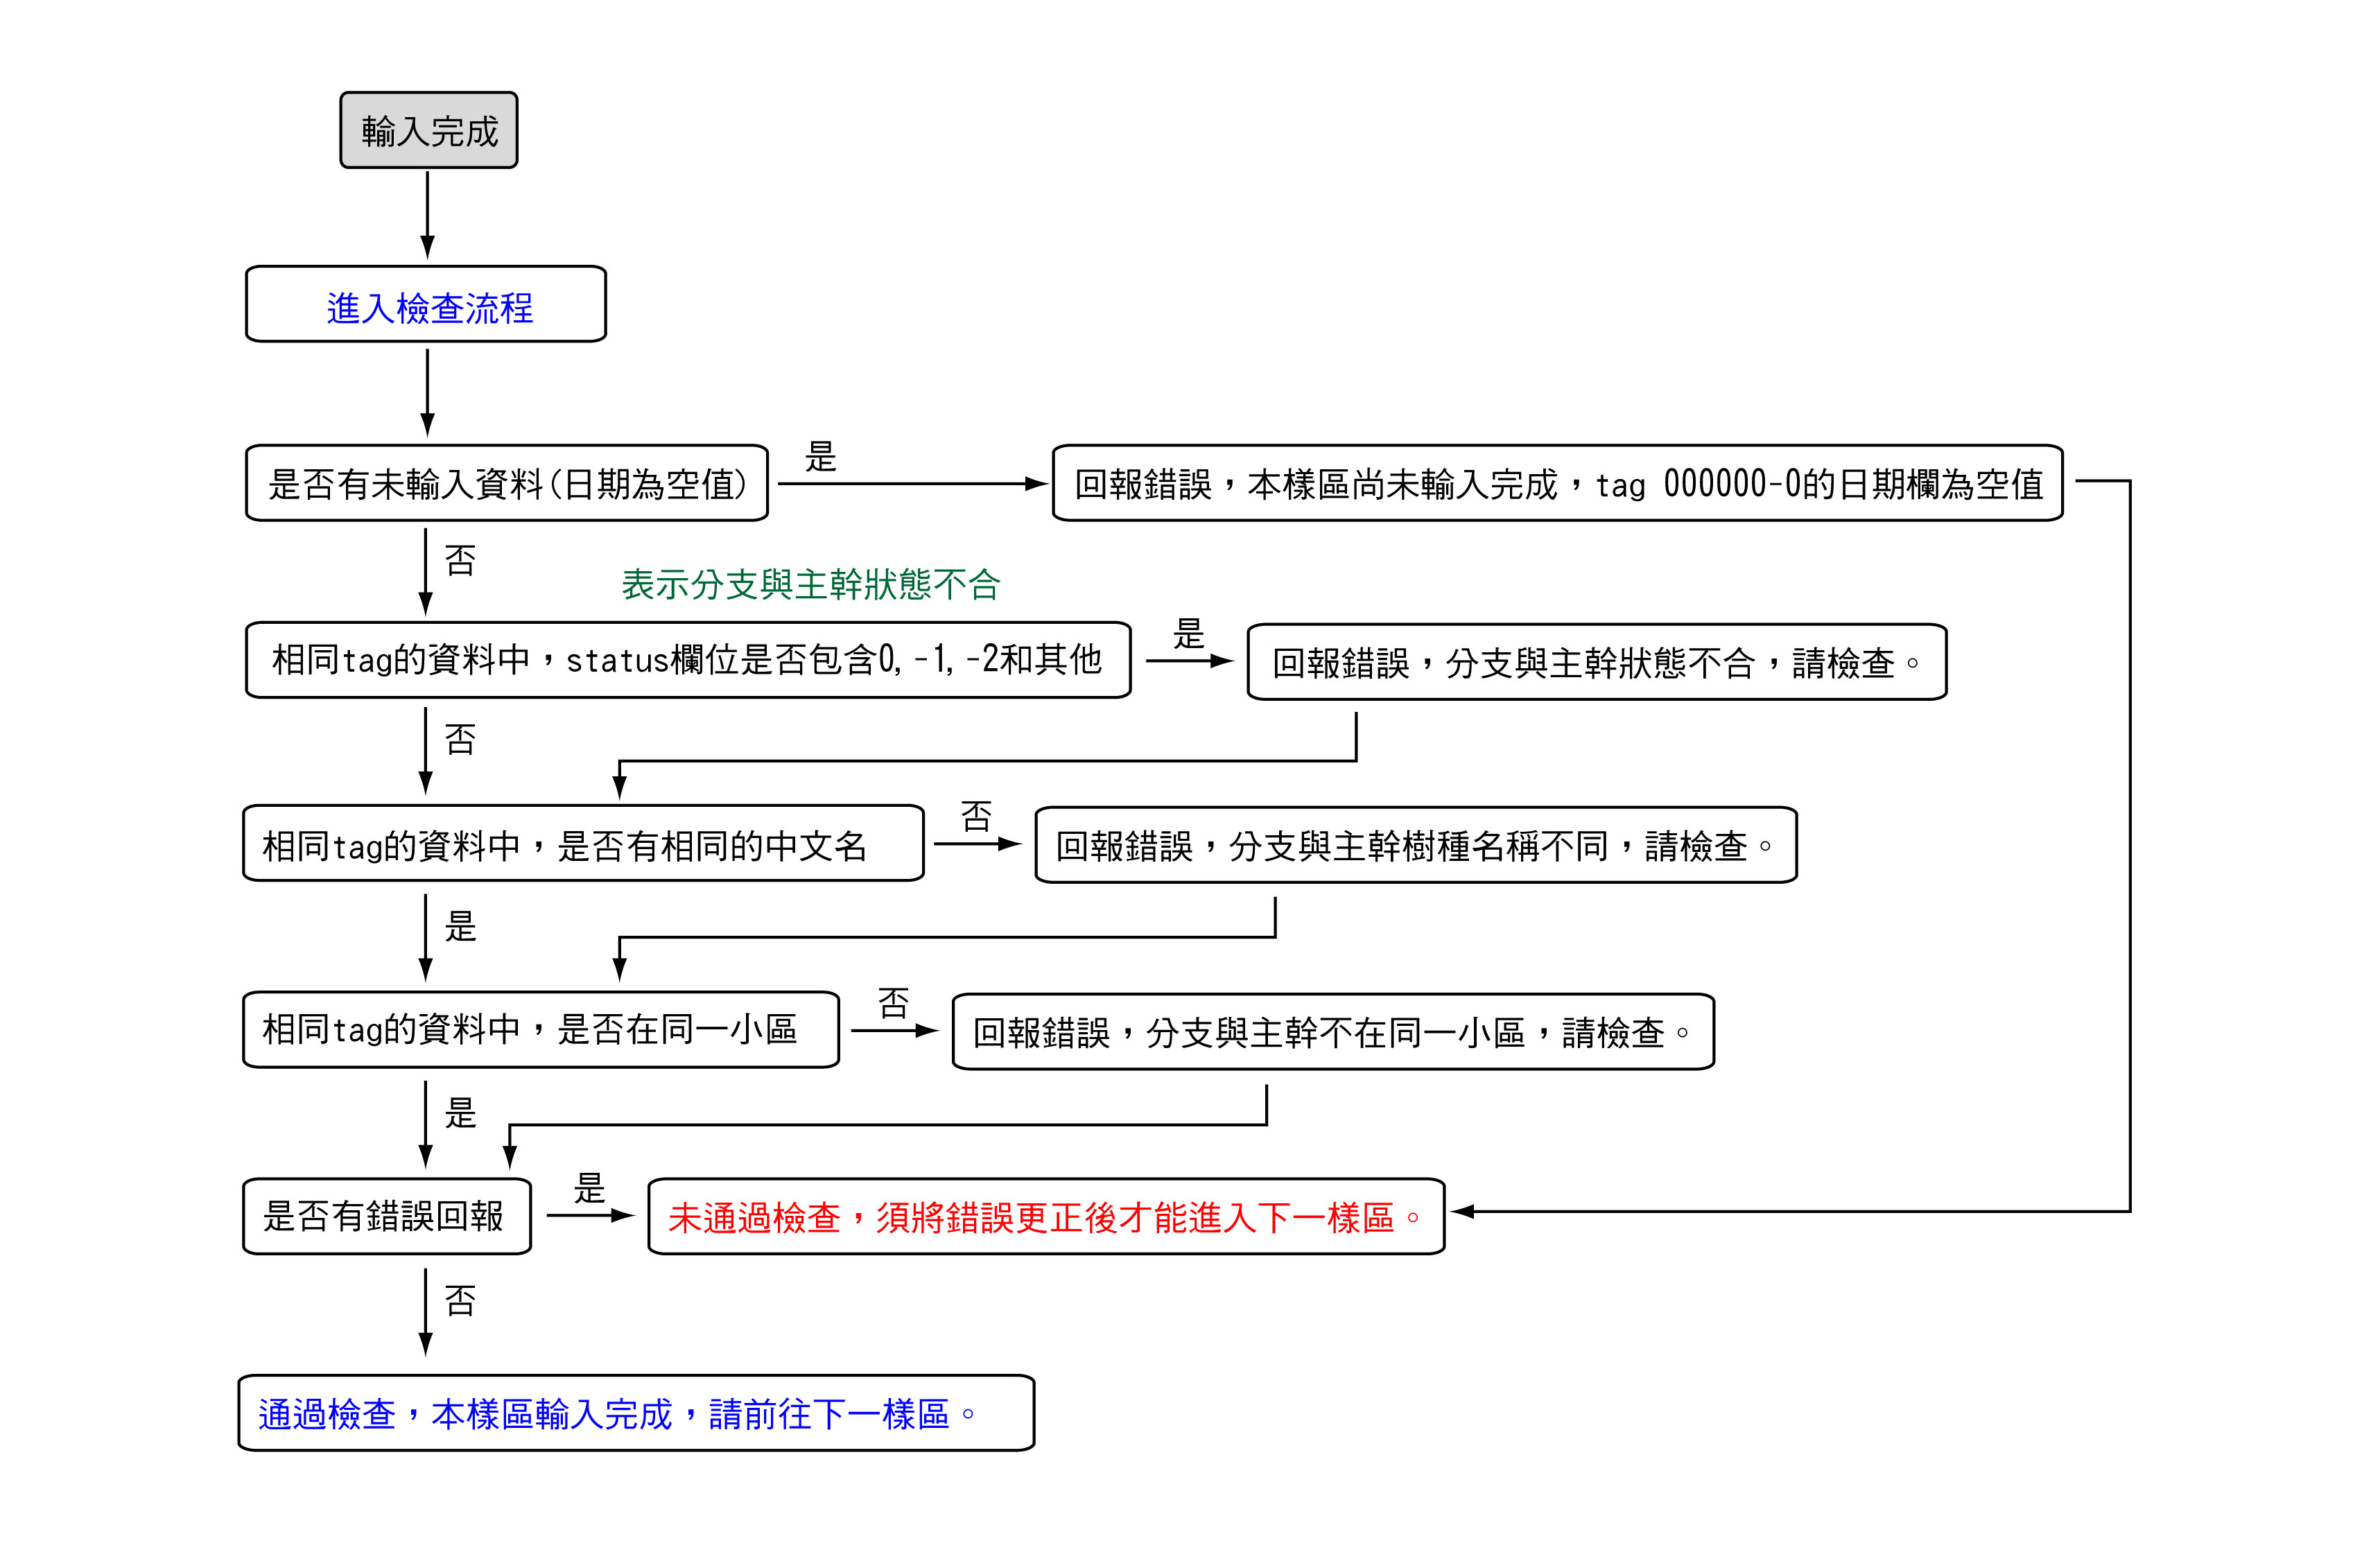 輸入完成
進入檢查流程
是否有未輸入資料(日期為空值)
是
回報錯誤，本樣區尚未輸入完成，tag 000000-0的日期欄為空值
否
表示分支與主幹狀態不合
相同tag的資料中，status欄位是否包含0, -1, -2和其他
是
回報錯誤，分支與主幹狀態不合，請檢查。
否
相同tag的資料中，是否有相同的中文名
否
回報錯誤，分支與主幹樹種名稱不同，請檢查。
是
相同tag的資料中，是否在同一小區
否
回報錯誤，分支與主幹不在同一小區，請檢查。
是
是否有錯誤回報
是
未通過檢查，須將錯誤更正後才能進入下一樣區。
否
通過檢查，本樣區輸入完成，請前往下一樣區。